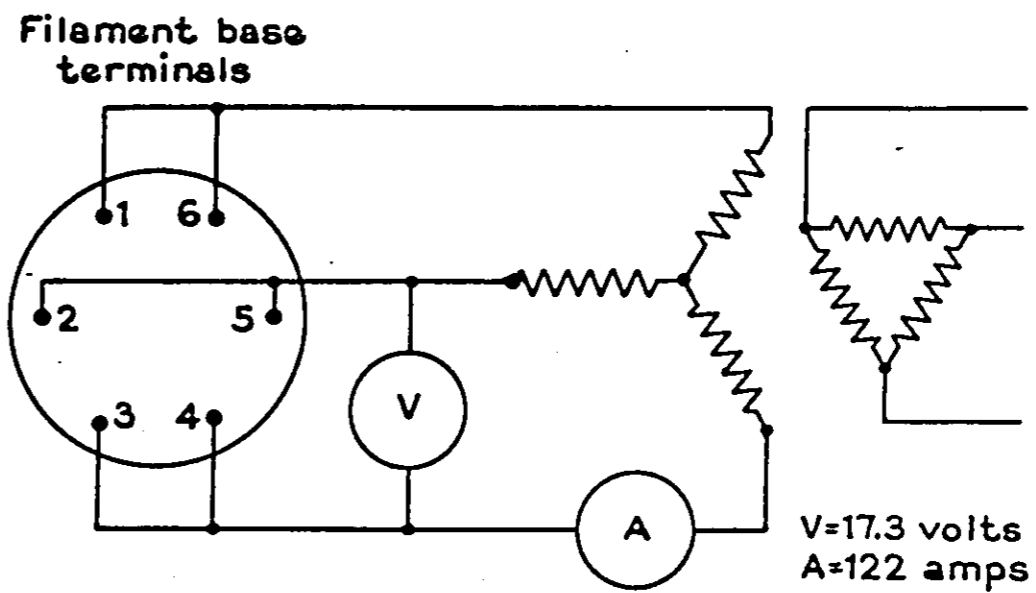 Filament base
terminals
1 6
2 5
3 4
V
A
V=17.3 volts
A=122 amps